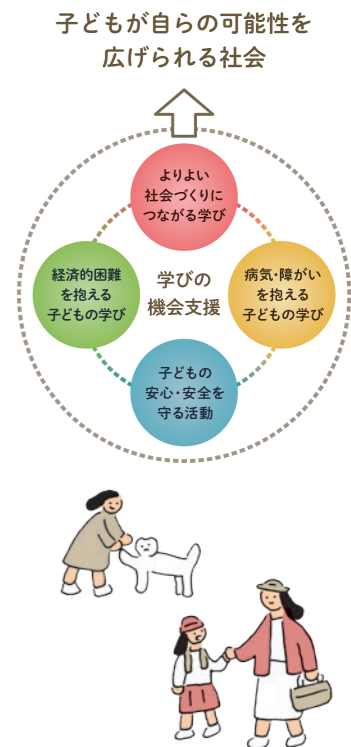 子どもが自らの可能性を
広げられる社会
よりよい
社会づくりに
つながる学び
経済的困難
を抱える
子どもの学び
学びの
機会支援
病気・障がい
を抱える
子どもの学び
子どもの
安心・安全を
守る活動